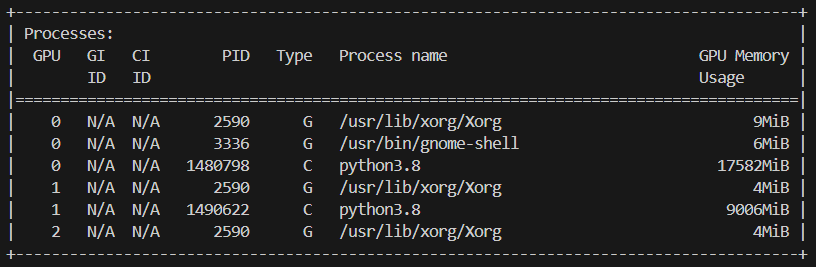 +-----------------------------------------------------------------------------------------+
| Processes:                                                                              |
|  GPU   GI   CI        PID   Type   Process name                            GPU Memory |
|        ID   ID                                                             Usage      |
|=========================================================================================|
|    0   N/A  N/A      2590      G   /usr/lib/xorg/Xorg                            9MiB |
|    0   N/A  N/A      3336      G   /usr/bin/gnome-shell                          6MiB |
|    0   N/A  N/A   1480798      C   python3.8                                 17582MiB |
|    1   N/A  N/A      2590      G   /usr/lib/xorg/Xorg                            4MiB |
|    1   N/A  N/A   1490622      C   python3.8                                  9006MiB |
|    2   N/A  N/A      2590      G   /usr/lib/xorg/Xorg                            4MiB |
+-----------------------------------------------------------------------------------------+